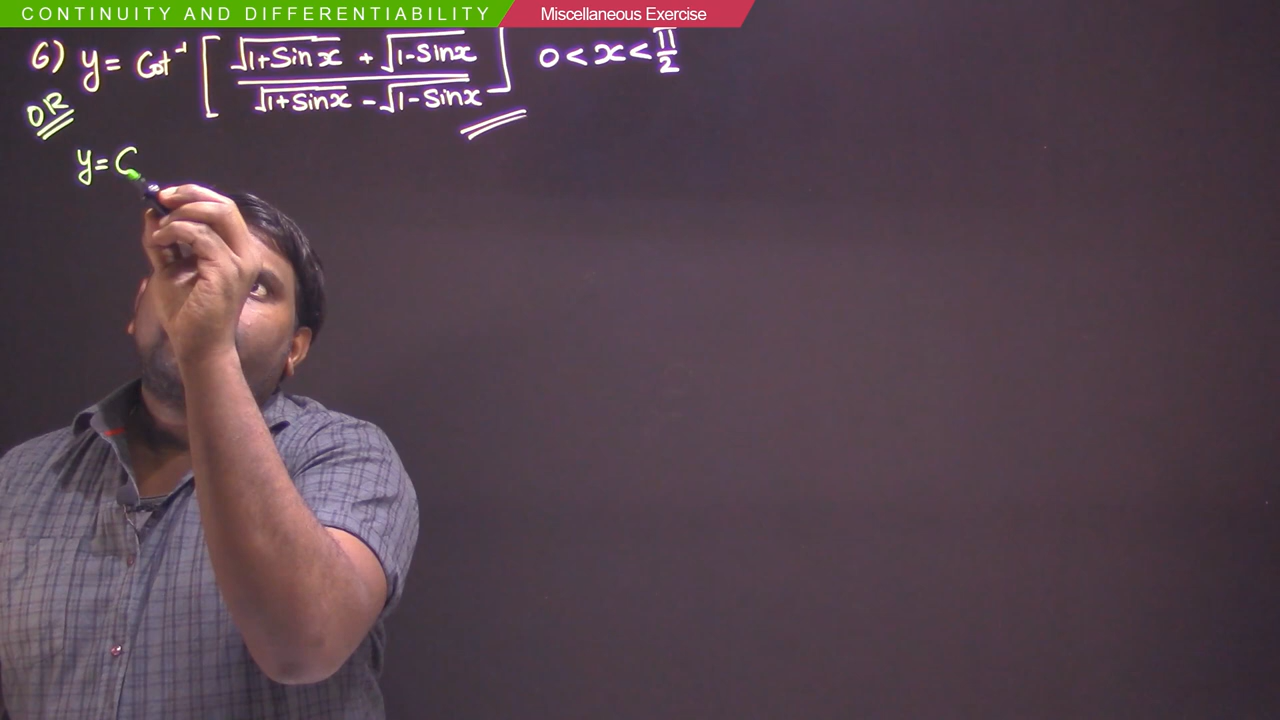 CONTINUITY AND DIFFERENTIABILITY Miscellaneous Exercise
6) y = Cot⁻¹ [ (√1+Sinx + √1-Sinx) / (√1+Sinx - √1-Sinx) ] 0 < x < π/2
OR
y = C